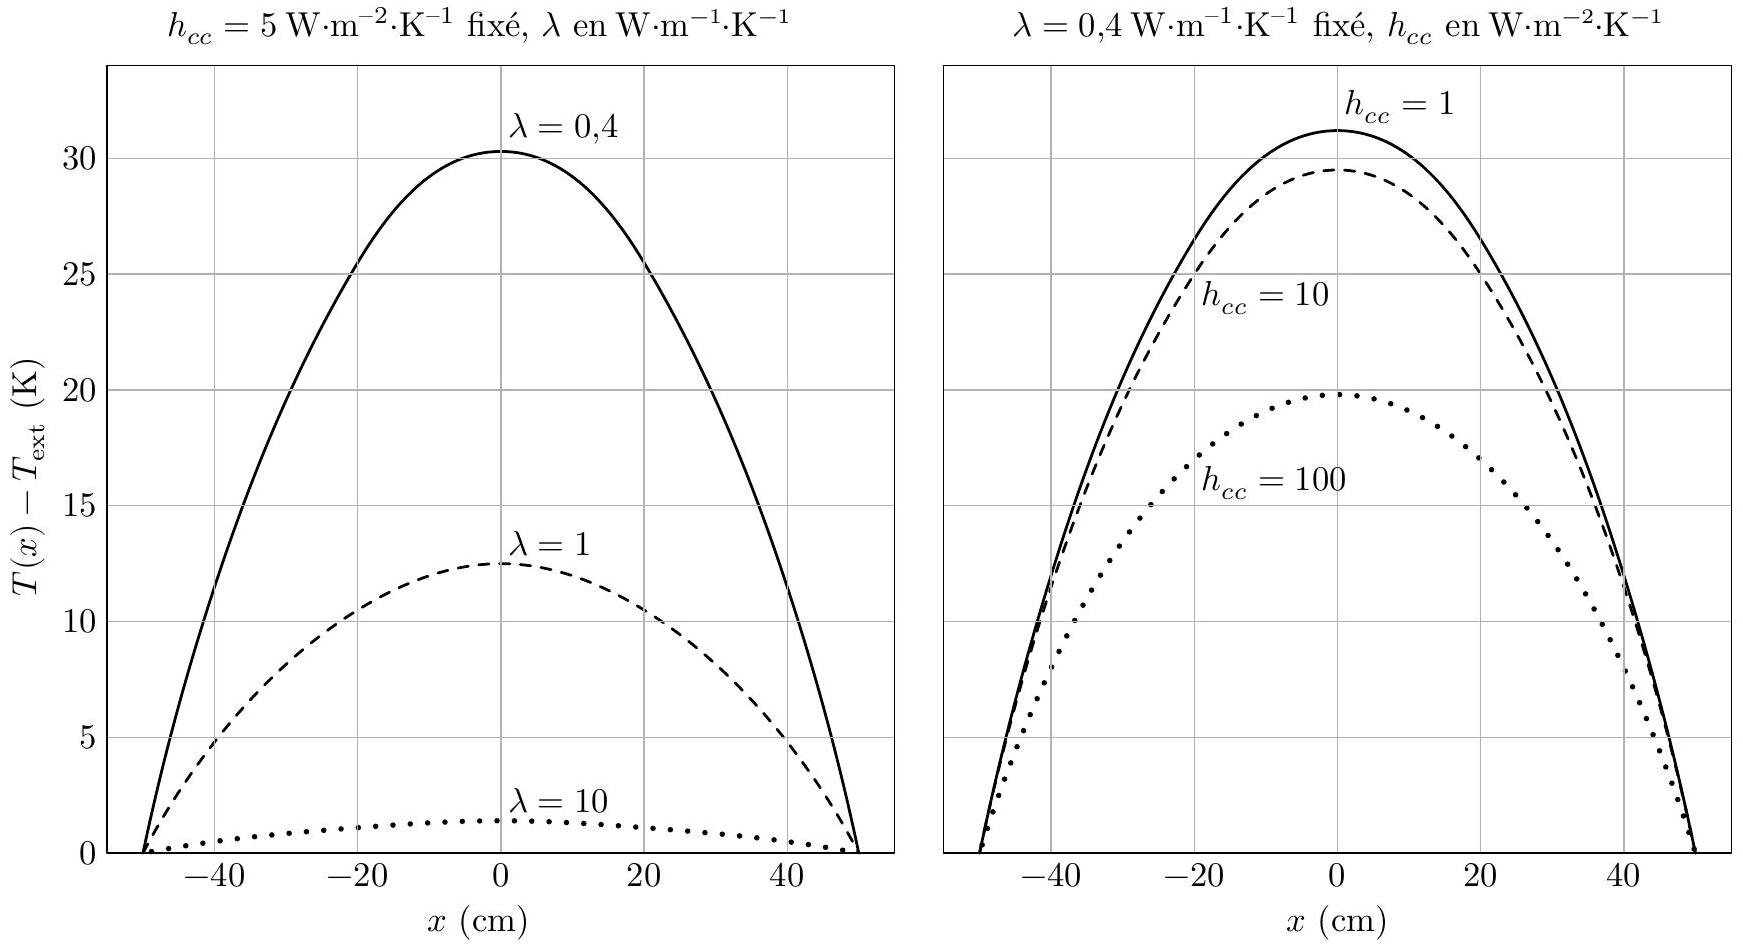 h_cc = 5 W·m⁻²·K⁻¹ fixé, λ en W·m⁻¹·K⁻¹
λ = 0,4 W·m⁻¹·K⁻¹ fixé, h_cc en W·m⁻²·K⁻¹
T(x) − T_ext (K)
30
25
20
15
10
5
0
λ = 0,4
λ = 1
λ = 10
−40 −20 0 20 40
x (cm)
h_cc = 1
h_cc = 10
h_cc = 100
−40 −20 0 20 40
x (cm)